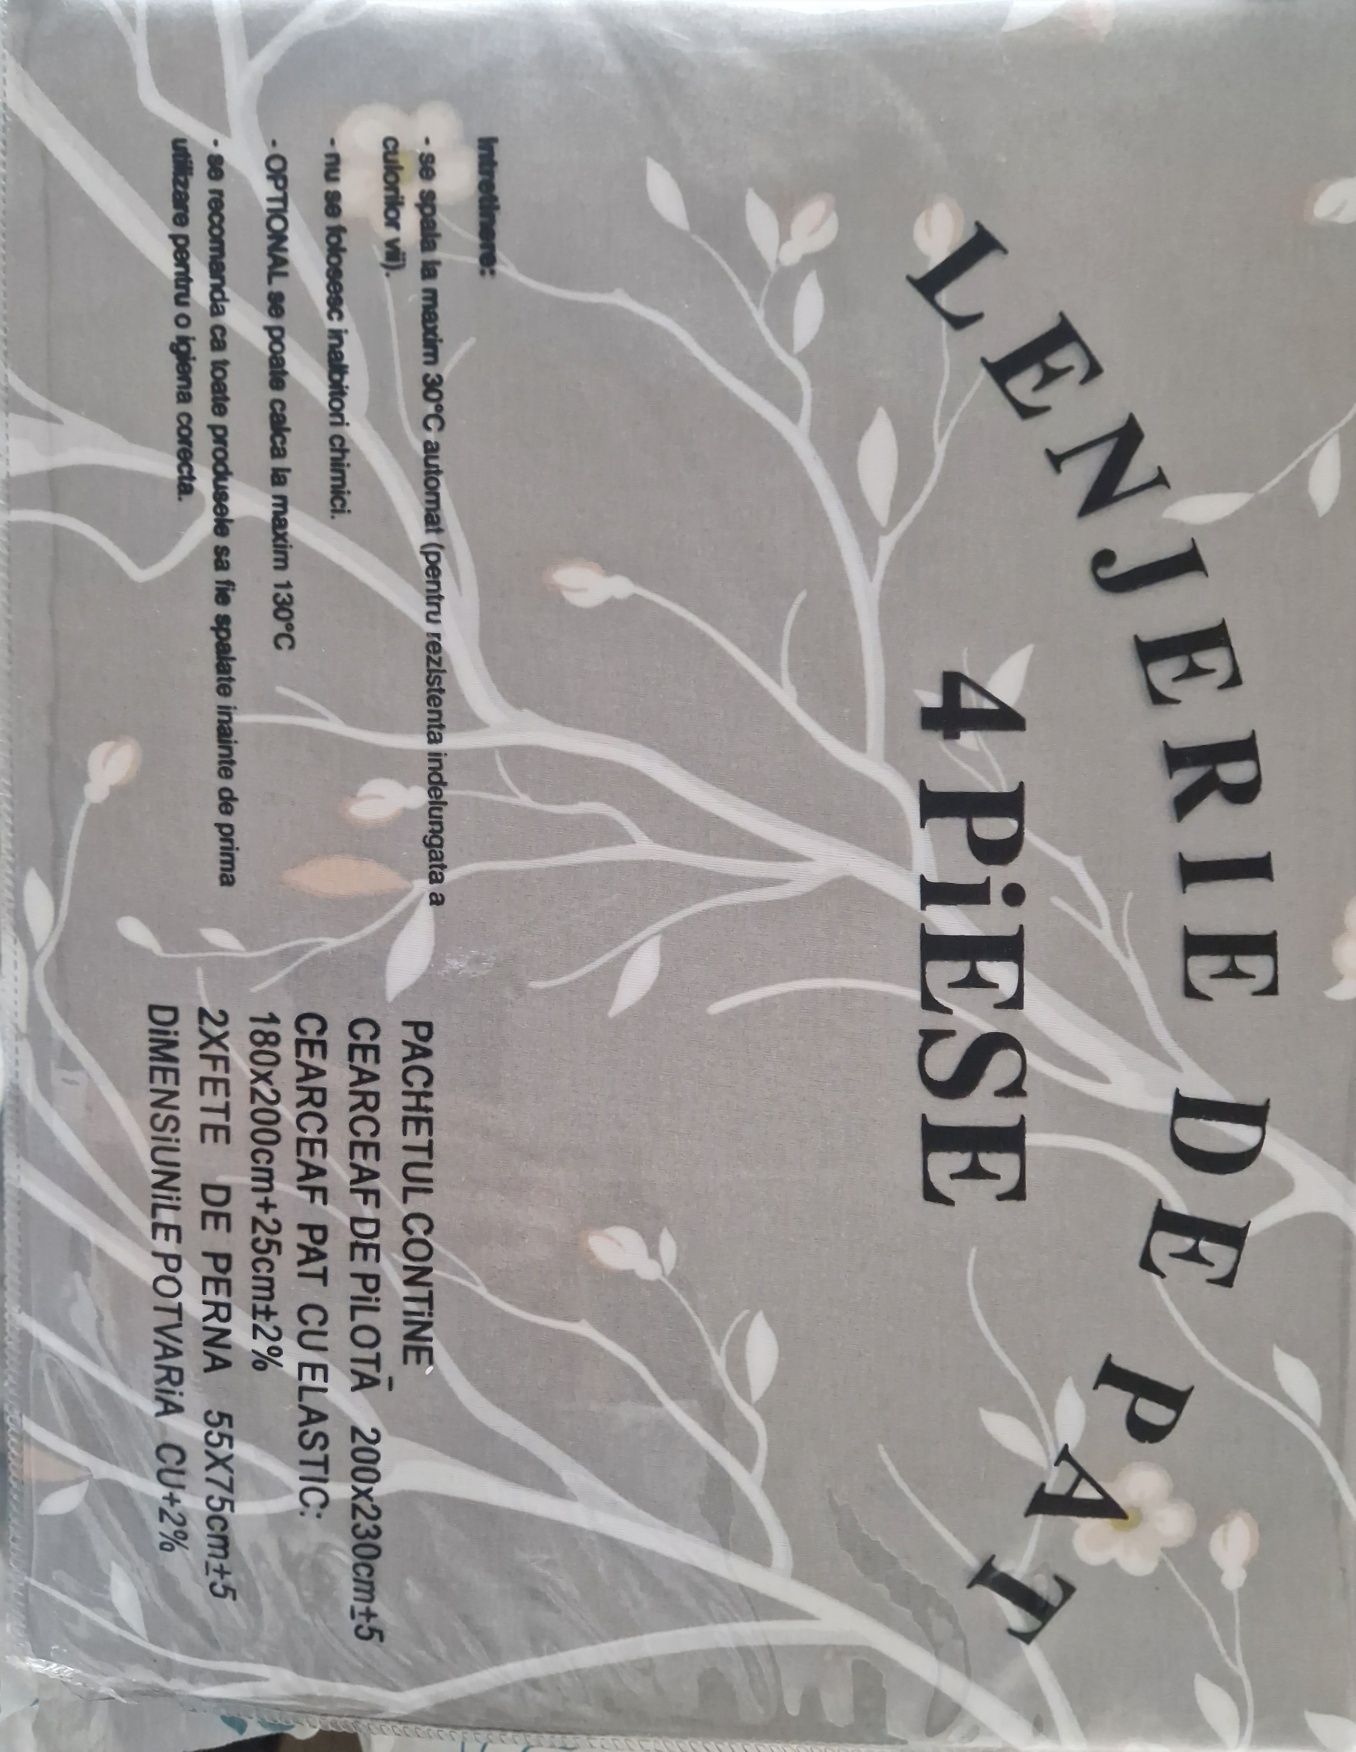 LENJERIE DE PAT
4 PiESE
Intretinere:
- se spala la maxim 30°C automat (pentru rezistenta indelungata a
culorilor vii).
- nu se folosesc inalbitori chimici.
- OPTIONAL se poate calca la maxim 130°C
- se recomanda ca toate produsele sa fie spalate inainte de prima
utilizare pentru o igiena corecta.
PACHETUL CONTiNE
CEARCEAF DE PiLOTA 200x230cm±5
CEARCEAF PAT CU ELASTIC:
180x200cm+25cm±2%
2XFETE DE PERNA 55X75cm±5
DiMENSiUNiLE POT VARiA CU+2%